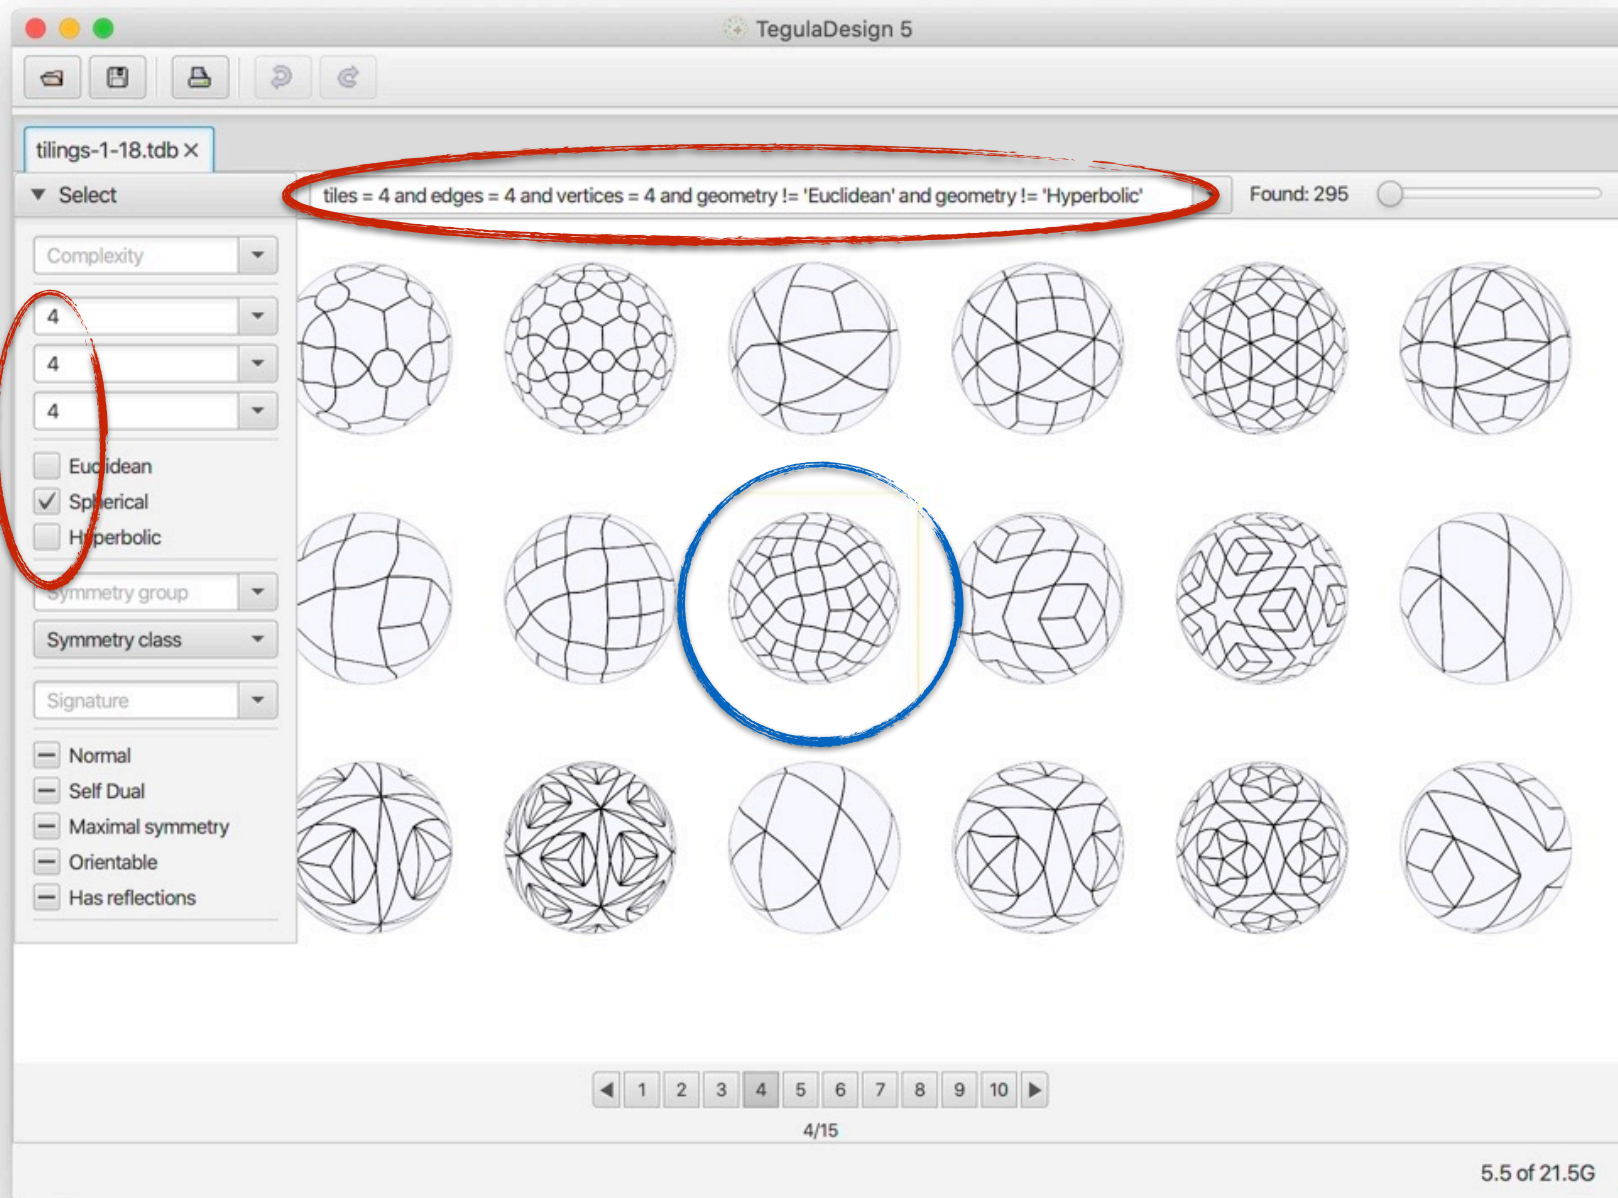 TegulaDesign 5
tilings-1-18.tdb ×
Select
tiles = 4 and edges = 4 and vertices = 4 and geometry != 'Euclidean' and geometry != 'Hyperbolic'
Found: 295
Complexity
4
4
4
Euclidean
Spherical
Hyperbolic
Symmetry group
Symmetry class
Signature
Normal
Self Dual
Maximal symmetry
Orientable
Has reflections
1 2 3 4 5 6 7 8 9 10
4/15
5.5 of 21.5G